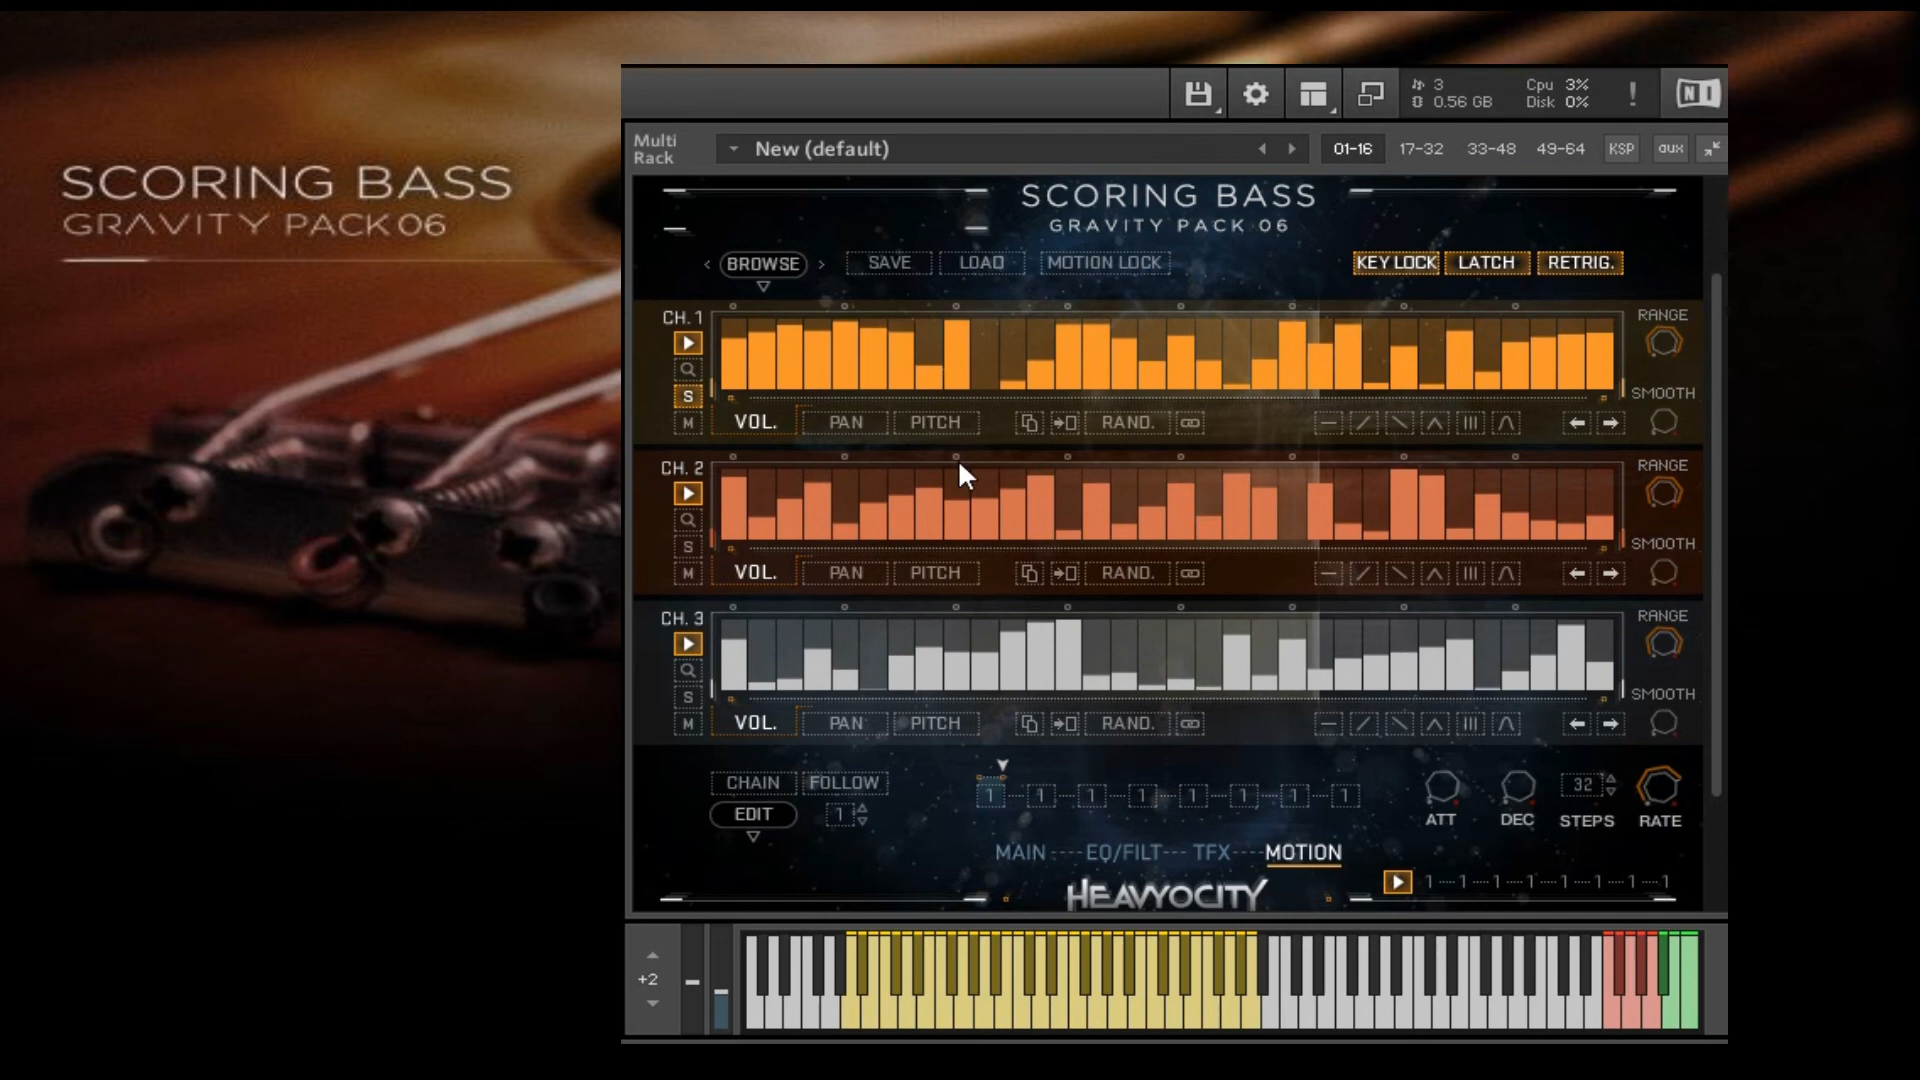 SCORING BASS
GRAVITY PACK 06
3
0.56 GB
Cpu 3%
Disk 0%
!
NI
Multi
Rack
New (default)
01-16 17-32 33-48 49-64 KSP aux
SCORING BASS
GRAVITY PACK 06
< BROWSE > SAVE LOAD MOTION LOCK KEY LOCK LATCH RETRIG.
CH. 1
RANGE
S
SMOOTH
M VOL. PAN PITCH RAND.
CH. 2
RANGE
S
SMOOTH
M VOL. PAN PITCH RAND.
CH. 3
RANGE
S
SMOOTH
M VOL. PAN PITCH RAND.
CHAIN FOLLOW
EDIT 1
1 1 1 1 1 1 1 1
32
ATT DEC STEPS RATE
MAIN EQ/FILT TFX MOTION
1 1 1 1 1 1 1 1
HEAVYOCITY
+2